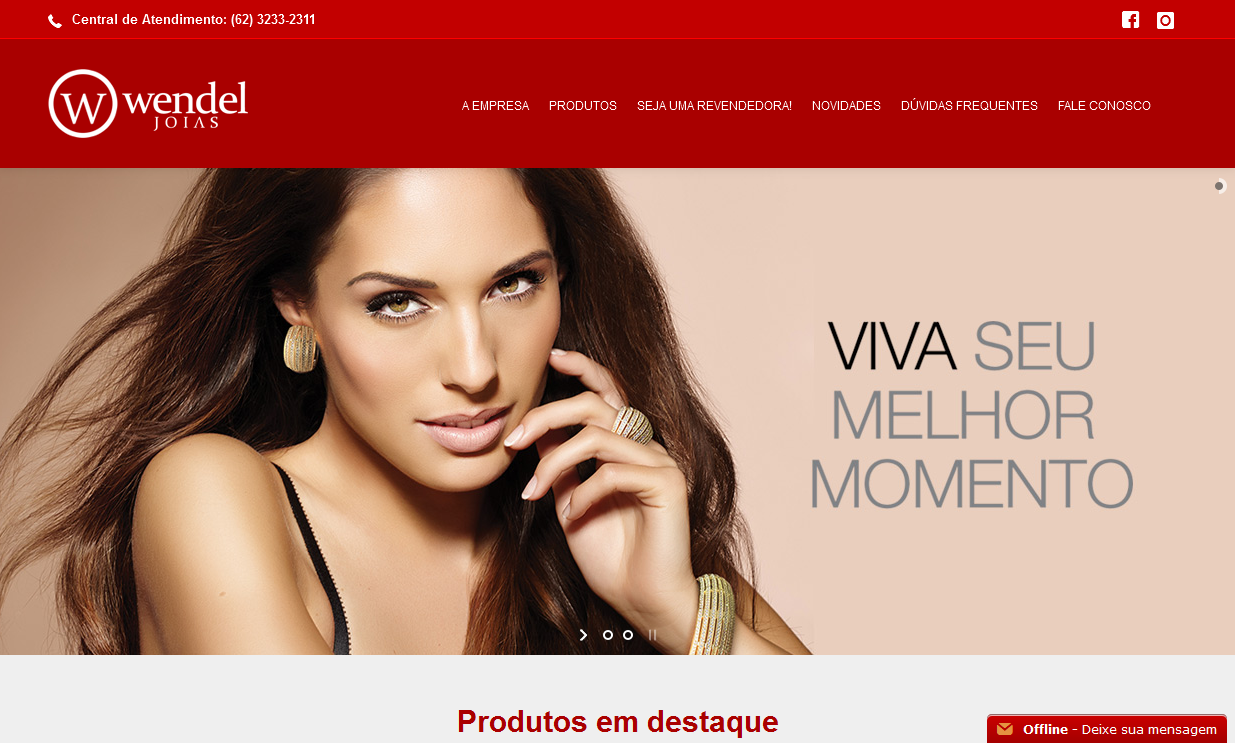 Central de Atendimento: (62) 3233-2311
W wendel
JOIAS
A EMPRESA PRODUTOS SEJA UMA REVENDEDORA! NOVIDADES DÚVIDAS FREQUENTES FALE CONOSCO
VIVA SEU
MELHOR
MOMENTO
Produtos em destaque
Offline - Deixe sua mensagem